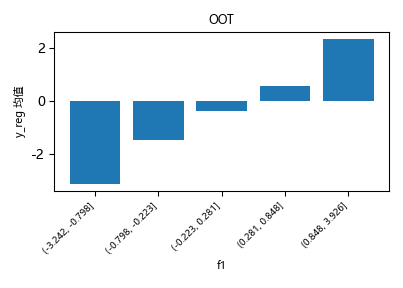 OOT
y_reg 均值
2
0
-2
(-3.242, -0.798]
(-0.798, -0.223]
(-0.223, 0.281]
(0.281, 0.848]
(0.848, 3.926]
f1